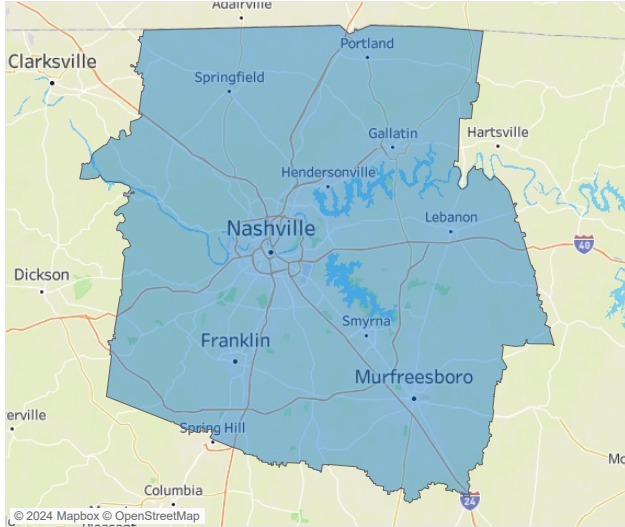 Adairville
Portland
Clarksville
Springfield
Gallatin
Hartsville
Hendersonville
Lebanon
Nashville
40
Dickson
Smyrna
Franklin
Murfreesboro
erville
Spring Hill
Mc
Columbia
24
© 2024 Mapbox © OpenStreetMap